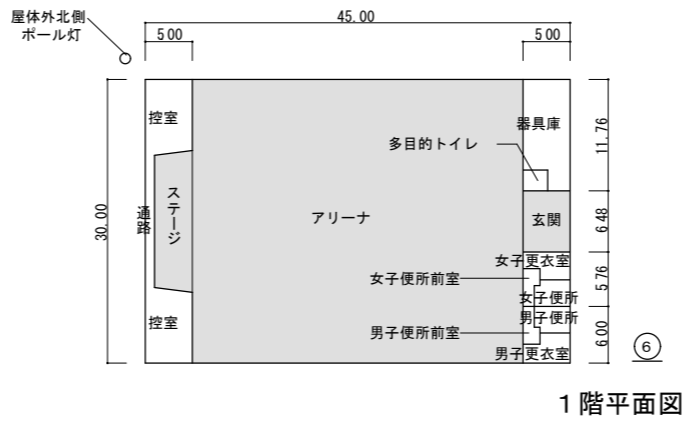 屋体外北側
ポール灯
45.00
5.00
5.00
控室
器具庫
11.76
多目的トイレ
30.00
通路
ステージ
アリーナ
玄関
6.48
女子更衣室
女子便所前室
5.76
女子便所
男子便所
男子便所前室
6.00
男子更衣室
控室
6
1階平面図